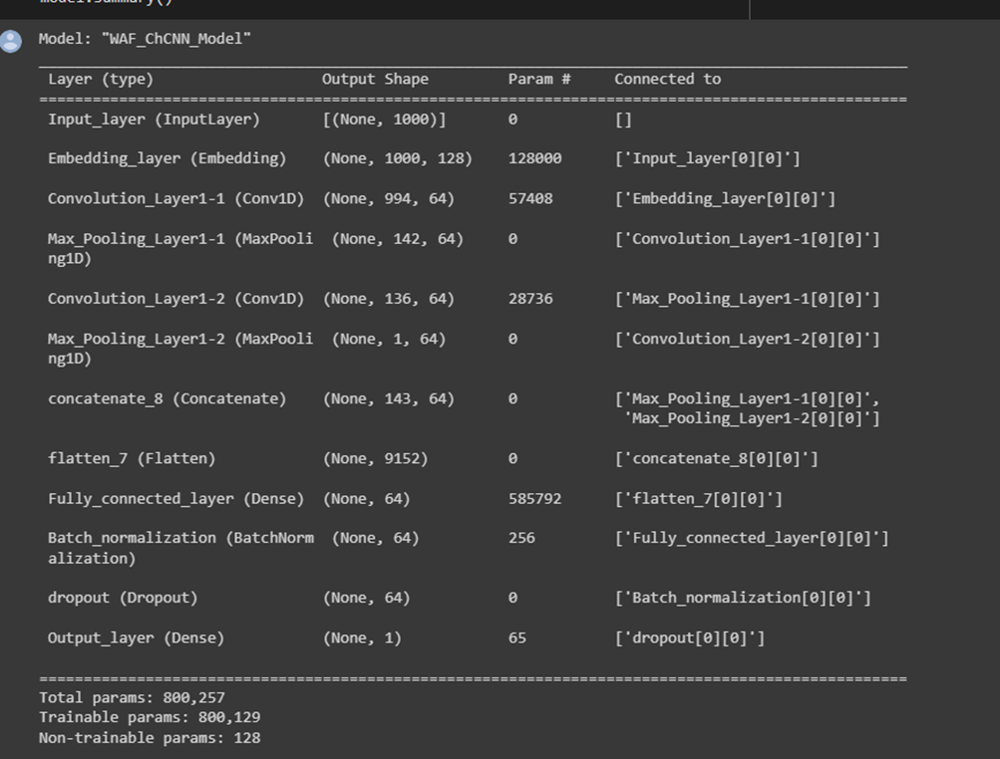 model.summary()
Model: "WAF_ChCNN_Model"
Layer (type) Output Shape Param # Connected to
==================================================================================================
Input_layer (InputLayer) [(None, 1000)] 0 []
Embedding_layer (Embedding) (None, 1000, 128) 128000 ['Input_layer[0][0]']
Convolution_Layer1-1 (Conv1D) (None, 994, 64) 57408 ['Embedding_layer[0][0]']
Max_Pooling_Layer1-1 (MaxPooli (None, 142, 64) 0 ['Convolution_Layer1-1[0][0]']
ng1D)
Convolution_Layer1-2 (Conv1D) (None, 136, 64) 28736 ['Max_Pooling_Layer1-1[0][0]']
Max_Pooling_Layer1-2 (MaxPooli (None, 1, 64) 0 ['Convolution_Layer1-2[0][0]']
ng1D)
concatenate_8 (Concatenate) (None, 143, 64) 0 ['Max_Pooling_Layer1-1[0][0]',
'Max_Pooling_Layer1-2[0][0]']
flatten_7 (Flatten) (None, 9152) 0 ['concatenate_8[0][0]']
Fully_connected_layer (Dense) (None, 64) 585792 ['flatten_7[0][0]']
Batch_normalization (BatchNorm (None, 64) 256 ['Fully_connected_layer[0][0]']
alization)
dropout (Dropout) (None, 64) 0 ['Batch_normalization[0][0]']
Output_layer (Dense) (None, 1) 65 ['dropout[0][0]']
==================================================================================================
Total params: 800,257
Trainable params: 800,129
Non-trainable params: 128